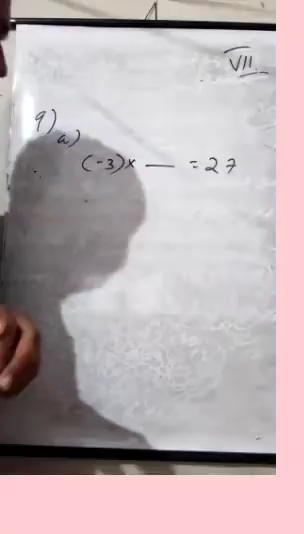 VII
9)
a)
(-3)× — = 27